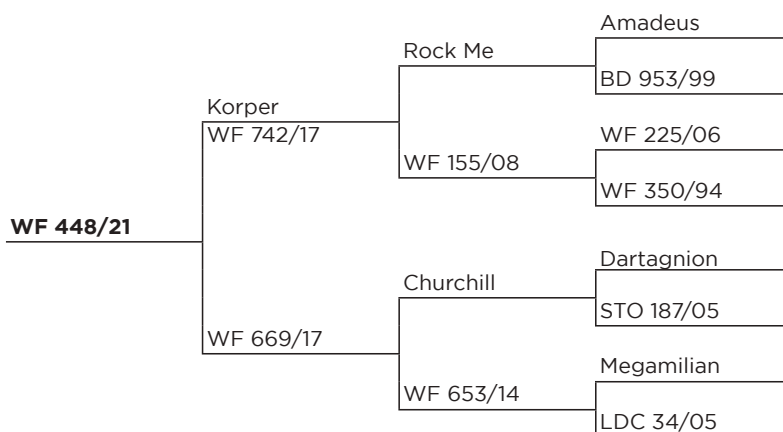 Amadeus
Rock Me
BD 953/99
Korper
WF 742/17
WF 225/06
WF 155/08
WF 350/94
WF 448/21
Dartagnion
Churchill
STO 187/05
WF 669/17
Megamilian
WF 653/14
LDC 34/05